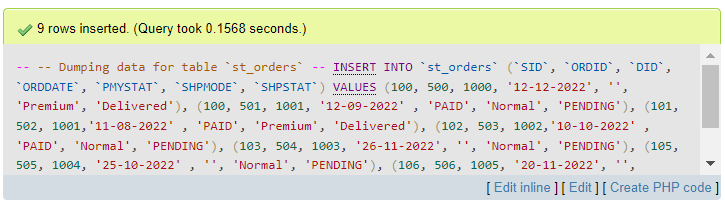 9 rows inserted. (Query took 0.1568 seconds.)
-- -- Dumping data for table `st_orders` -- INSERT INTO `st_orders` (`SID`, `ORDID`, `DID`,
`ORDDATE`, `PMYSTAT`, `SHPMODE`, `SHPSTAT`) VALUES (100, 500, 1000, '12-12-2022', '',
'Premium', 'Delivered'), (100, 501, 1001, '12-09-2022' , 'PAID', 'Normal', 'PENDING'), (101,
502, 1001,'11-08-2022' , 'PAID', 'Premium', 'Delivered'), (102, 503, 1002,'10-10-2022' ,
'PAID', 'Normal', 'PENDING'), (103, 504, 1003, '26-11-2022', '', 'Normal', 'PENDING'), (105,
505, 1004, '25-10-2022' , '', 'Normal', 'PENDING'), (106, 506, 1005, '20-11-2022', '',
[ Edit inline ] [ Edit ] [ Create PHP code ]